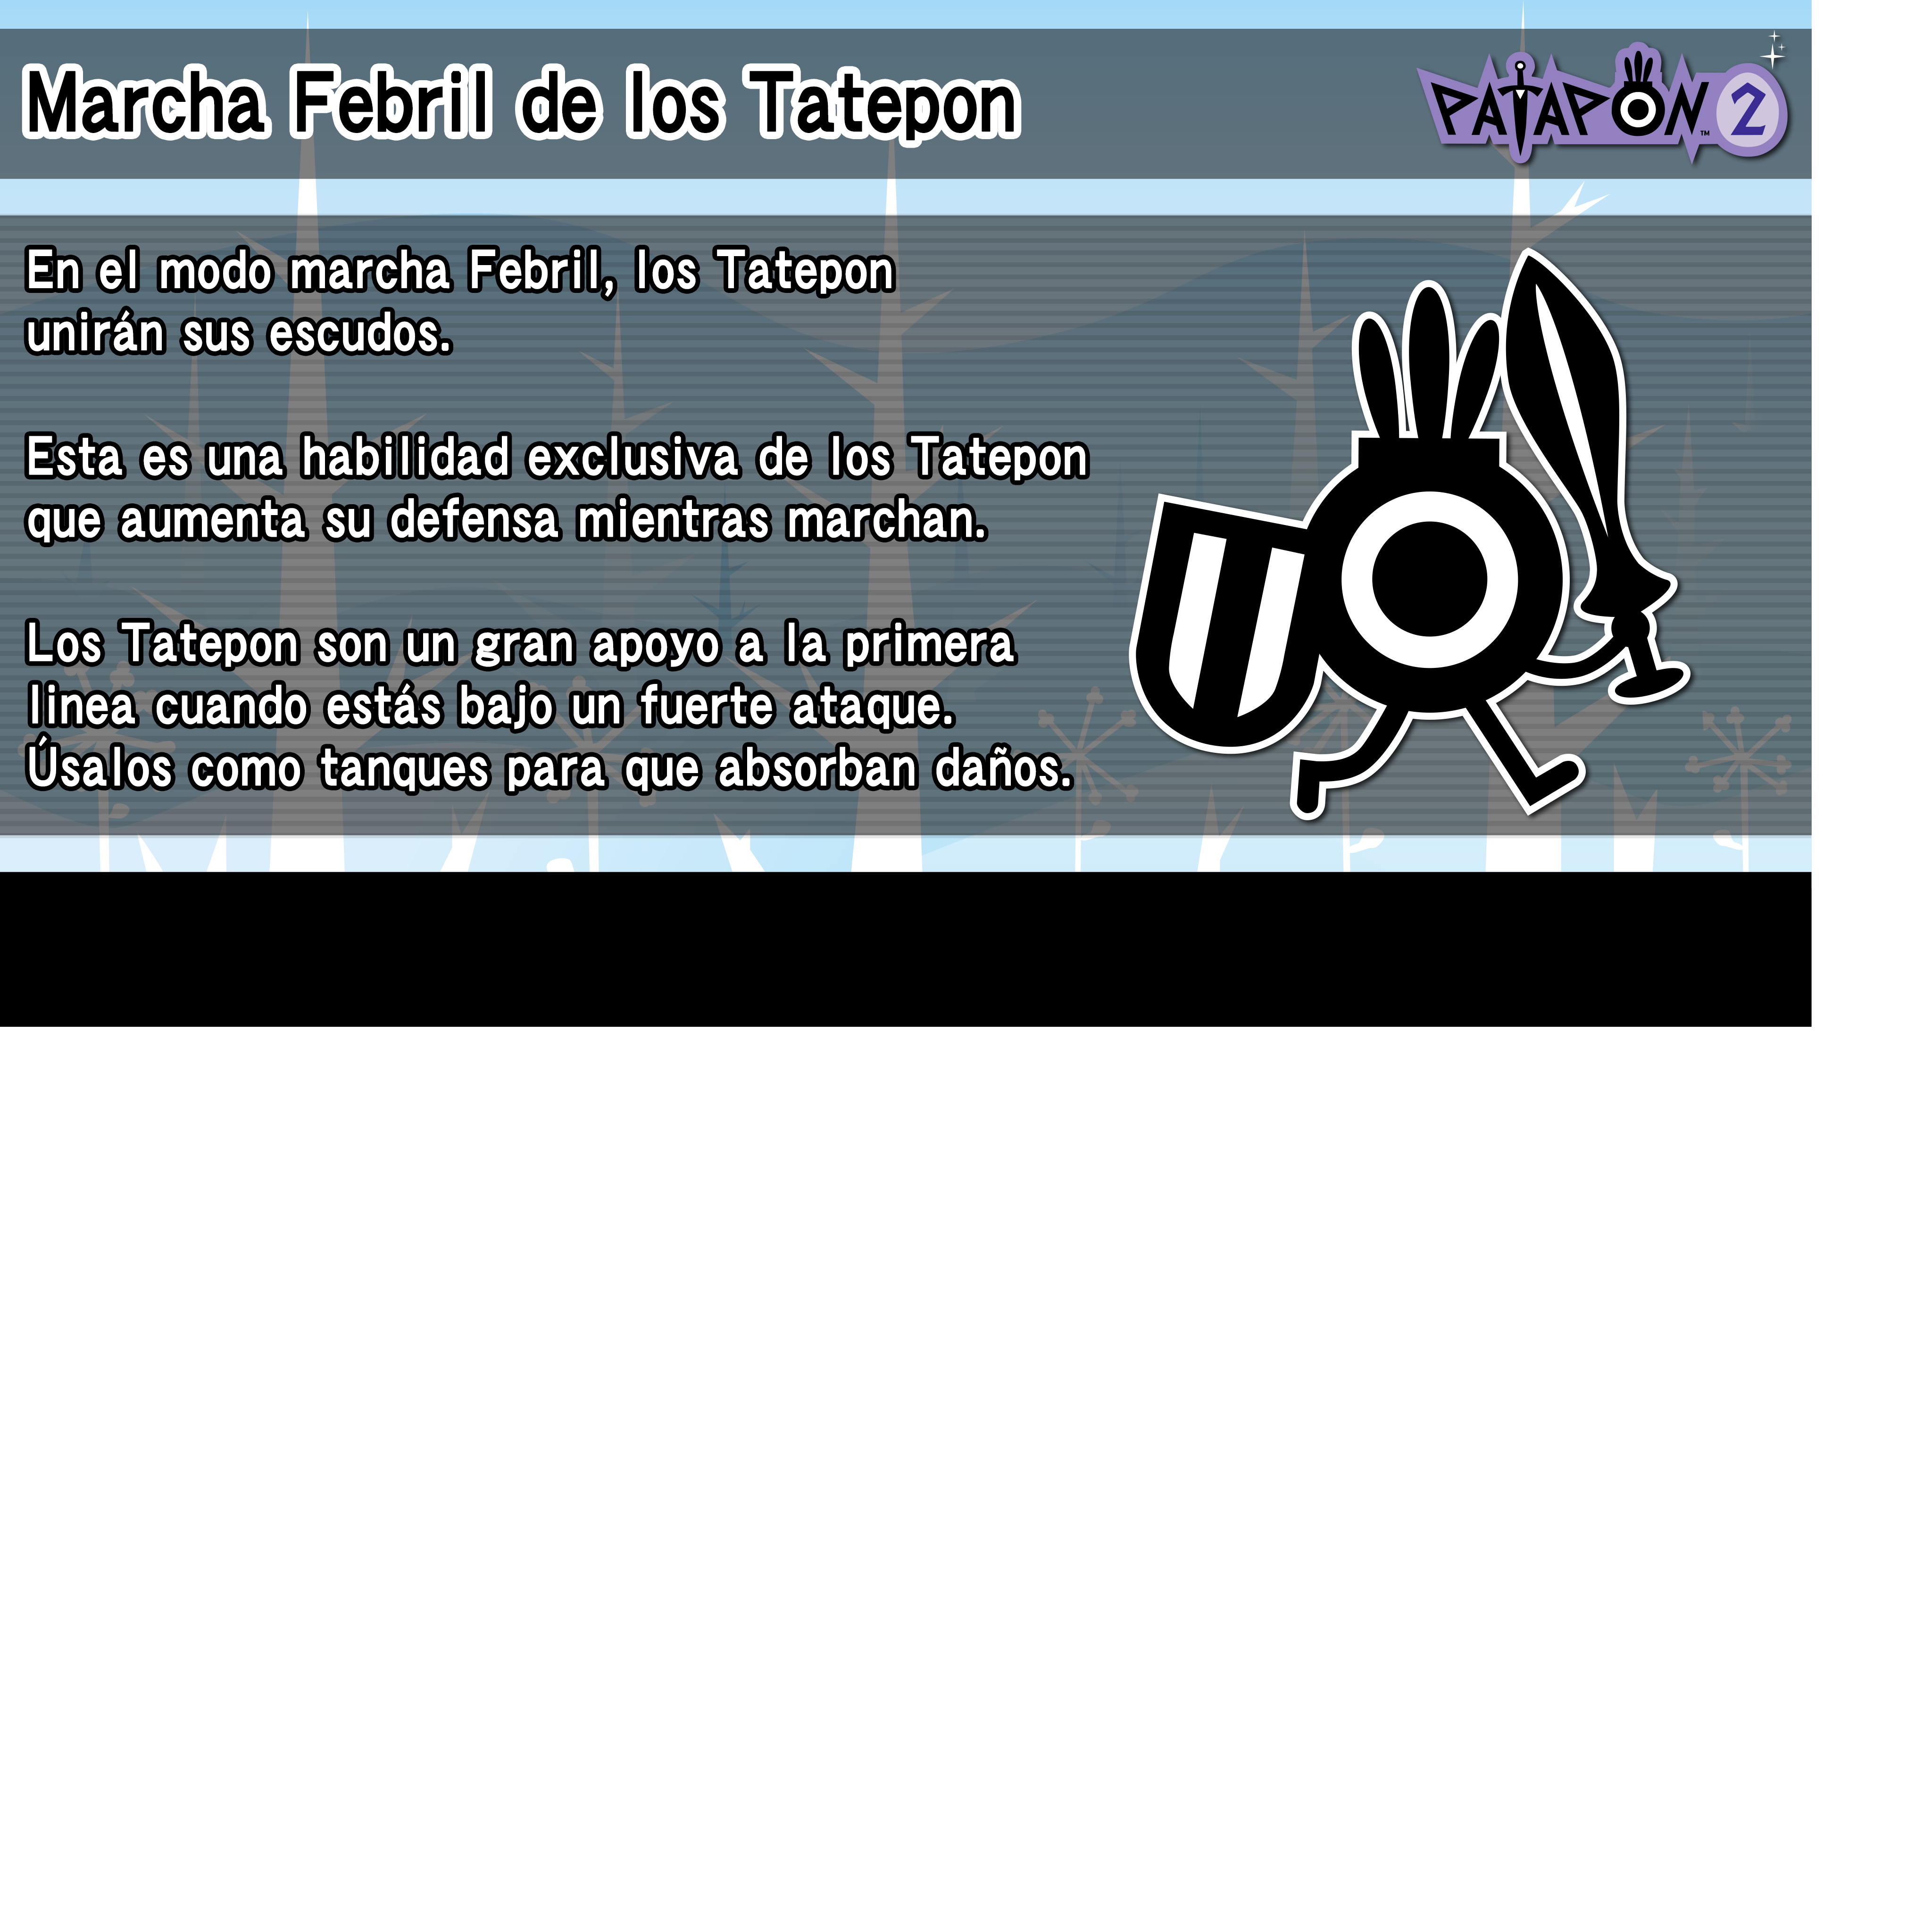 Marcha Febril de los Tatepon
PATAPON™ 2
En el modo marcha Febril, los Tatepon
unirán sus escudos.
Esta es una habilidad exclusiva de los Tatepon
que aumenta su defensa mientras marchan.
Los Tatepon son un gran apoyo a la primera
linea cuando estás bajo un fuerte ataque.
Úsalos como tanques para que absorban daños.